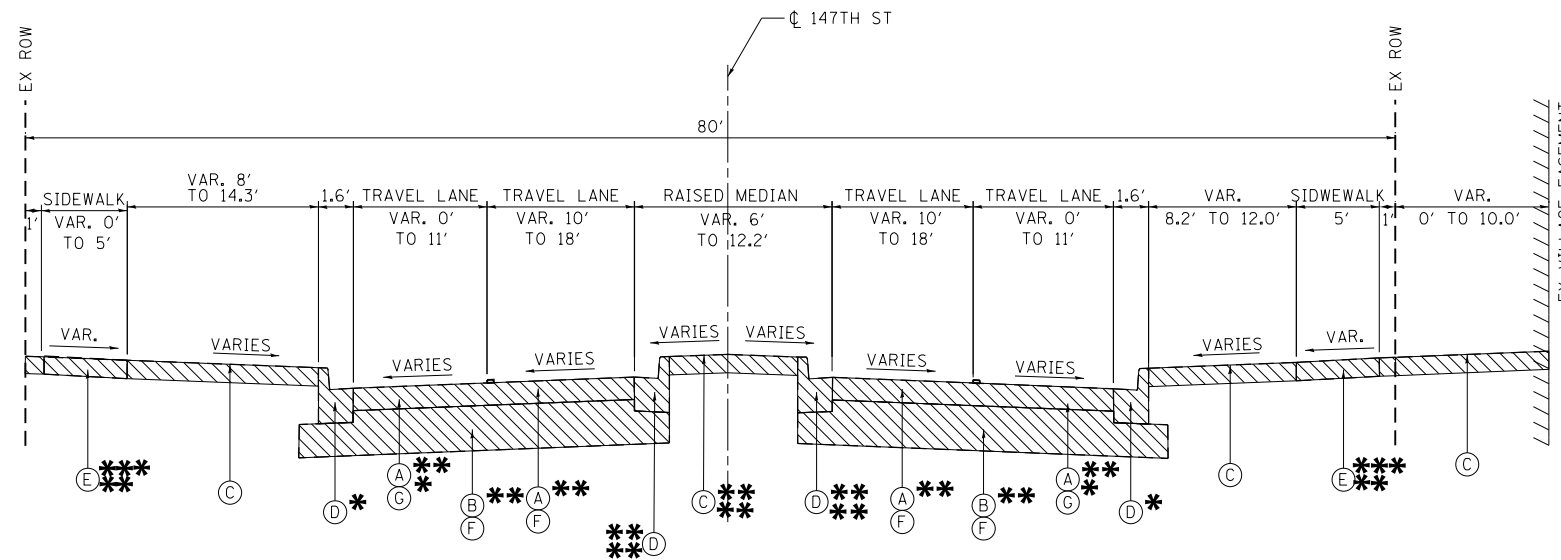 ℄ 147TH ST
EX ROW
EX ROW
80'
SIDEWALK
VAR. 0'
TO 5'
1'
VAR. 8'
TO 14.3'
1.6'
TRAVEL LANE
VAR. 0'
TO 11'
TRAVEL LANE
VAR. 10'
TO 18'
RAISED MEDIAN
VAR. 6'
TO 12.2'
TRAVEL LANE
VAR. 10'
TO 18'
TRAVEL LANE
VAR. 0'
TO 11'
1.6'
VAR.
8.2' TO 12.0'
SIDWEWALK
5'
1'
VAR.
0' TO 10.0'
EX VILLAGE EASEMENT
VAR.
VARIES
VARIES
VARIES
VARIES
VARIES
VARIES
VARIES
VARIES
VAR.
E *****
C
D *
A ***
G
B **
F
A **
F
**** D
C ****
D ****
A **
F
B **
F
A ***
G
D *
C
E *****
C